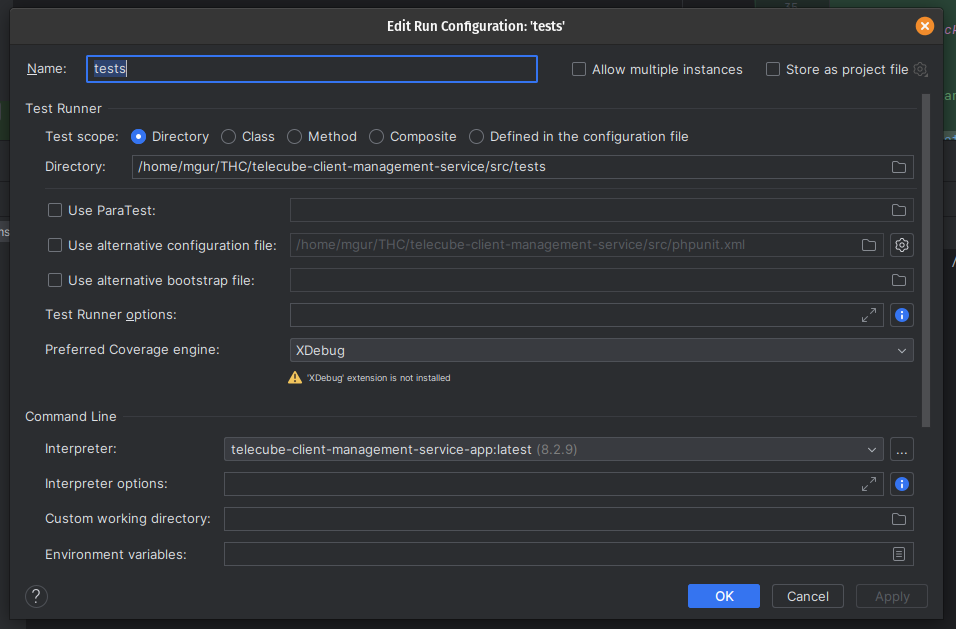 Edit Run Configuration: 'tests'
Name: tests Allow multiple instances Store as project file
Test Runner
Test scope: Directory Class Method Composite Defined in the configuration file
Directory: /home/mgur/THC/telecube-client-management-service/src/tests
Use ParaTest:
Use alternative configuration file: /home/mgur/THC/telecube-client-management-service/src/phpunit.xml
Use alternative bootstrap file:
Test Runner options:
Preferred Coverage engine: XDebug
'XDebug' extension is not installed
Command Line
Interpreter: telecube-client-management-service-app:latest (8.2.9) ...
Interpreter options:
Custom working directory:
Environment variables:
? OK Cancel Apply